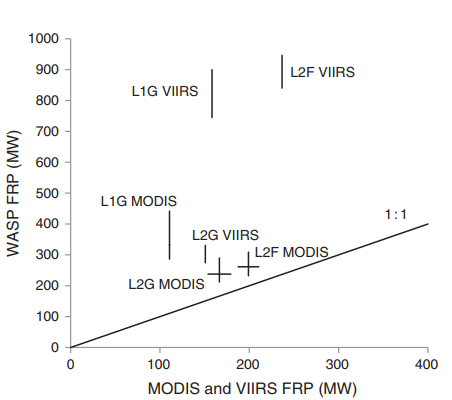 1000
900
L2F VIIRS
L1G VIIRS
800
700
600
500
L1G MODIS
400
1:1
L2G VIIRS
300
L2F MODIS
L2G MODIS
200
100
0
0 100 200 300 400
WASP FRP (MW)
MODIS and VIIRS FRP (MW)